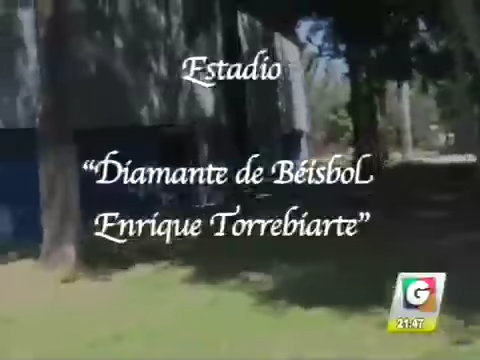 Estadio
“Diamante de Béisbol
Enrique Torrebiarte”
G
21:47